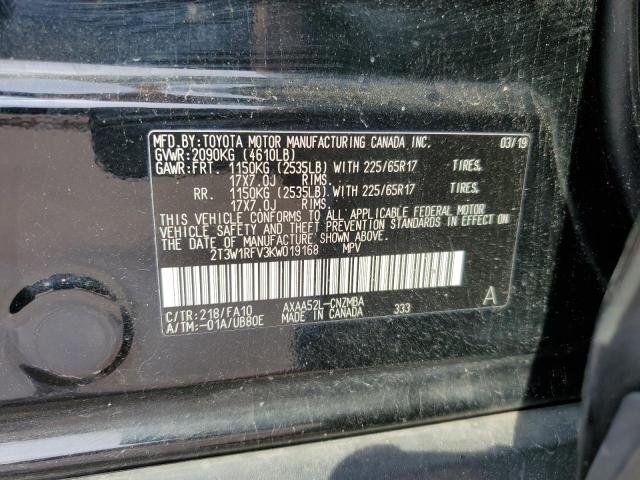 MFD.BY:TOYOTA MOTOR MANUFACTURING CANADA INC. 03/19
GVWR:2090KG (4610LB)
GAWR:FRT. 1150KG (2535LB) WITH 225/65R17 TIRES,
17X7.0J RIMS,
RR. 1150KG (2535LB) WITH 225/65R17 TIRES,
17X7.0J RIMS,
THIS VEHICLE CONFORMS TO ALL APPLICABLE FEDERAL MOTOR
VEHICLE SAFETY AND THEFT PREVENTION STANDARDS IN EFFECT
ON THE DATE OF MANUFACTURE SHOWN ABOVE.
2T3W1RFV3KW019168 MPV
C/TR:218/FA10 AXAA52L-CNZMBA A
A/TM:-01A/UB80E MADE IN CANADA 333